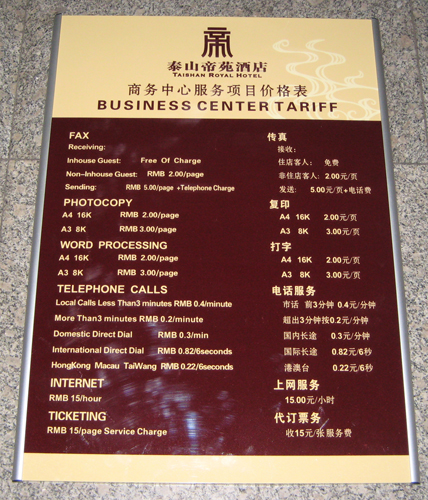 帝
泰山帝苑酒店
TAISHAN ROYAL HOTEL
商务中心服务项目价格表
BUSINESS CENTER TARIFF
FAX
Receiving:
Inhouse Guest: Free Of Charge
Non-Inhouse Guest: RMB 2.00/page
Sending: RMB 5.00/page +Telephone Charge
PHOTOCOPY
A4 16K RMB 2.00/page
A3 8K RMB 3.00/page
WORD PROCESSING
A4 16K RMB 2.00/page
A3 8K RMB 3.00/page
TELEPHONE CALLS
Local Calls Less Than3 minutes RMB 0.4/minute
More Than3 minutes RMB 0.2/minute
Domestic Direct Dial RMB 0.3/min
International Direct Dial RMB 0.82/6seconds
HongKong Macau TaiWang RMB 0.22/6seconds
INTERNET
RMB 15/hour
TICKETING
RMB 15/page Service Charge
传真
接收:
住店客人: 免费
非住店客人: 2.00元/页
发送: 5.00元/页+电话费
复印
A4 16K 2.00元/页
A3 8K 3.00元/页
打字
A4 16K 2.00元/页
A3 8K 3.00元/页
电话服务
市话 前3分钟 0.4元/分钟
超出3分钟按0.2元/分钟
国内长途 0.3元/分钟
国际长途 0.82元/6秒
港澳台 0.22元/6秒
上网服务
15.00元/小时
代订票务
收15元/张服务费